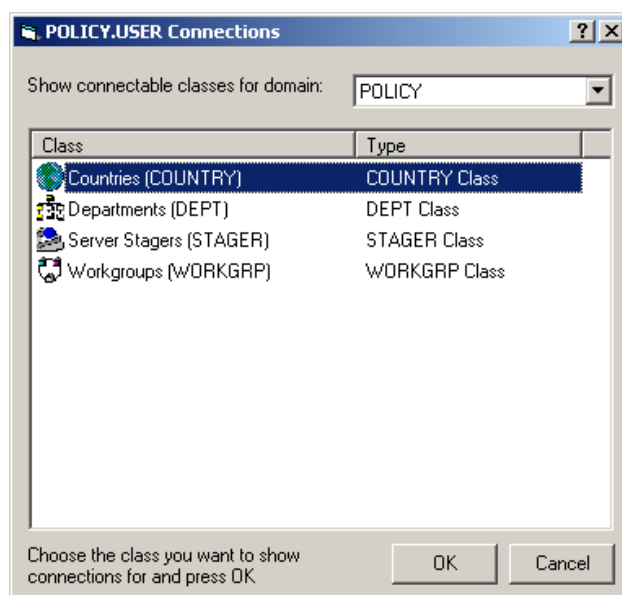 POLICY.USER Connections
Show connectable classes for domain: POLICY
Class Type
Countries (COUNTRY) COUNTRY Class
Departments (DEPT) DEPT Class
Server Stagers (STAGER) STAGER Class
Workgroups (WORKGRP) WORKGRP Class
Choose the class you want to show
connections for and press OK
OK Cancel